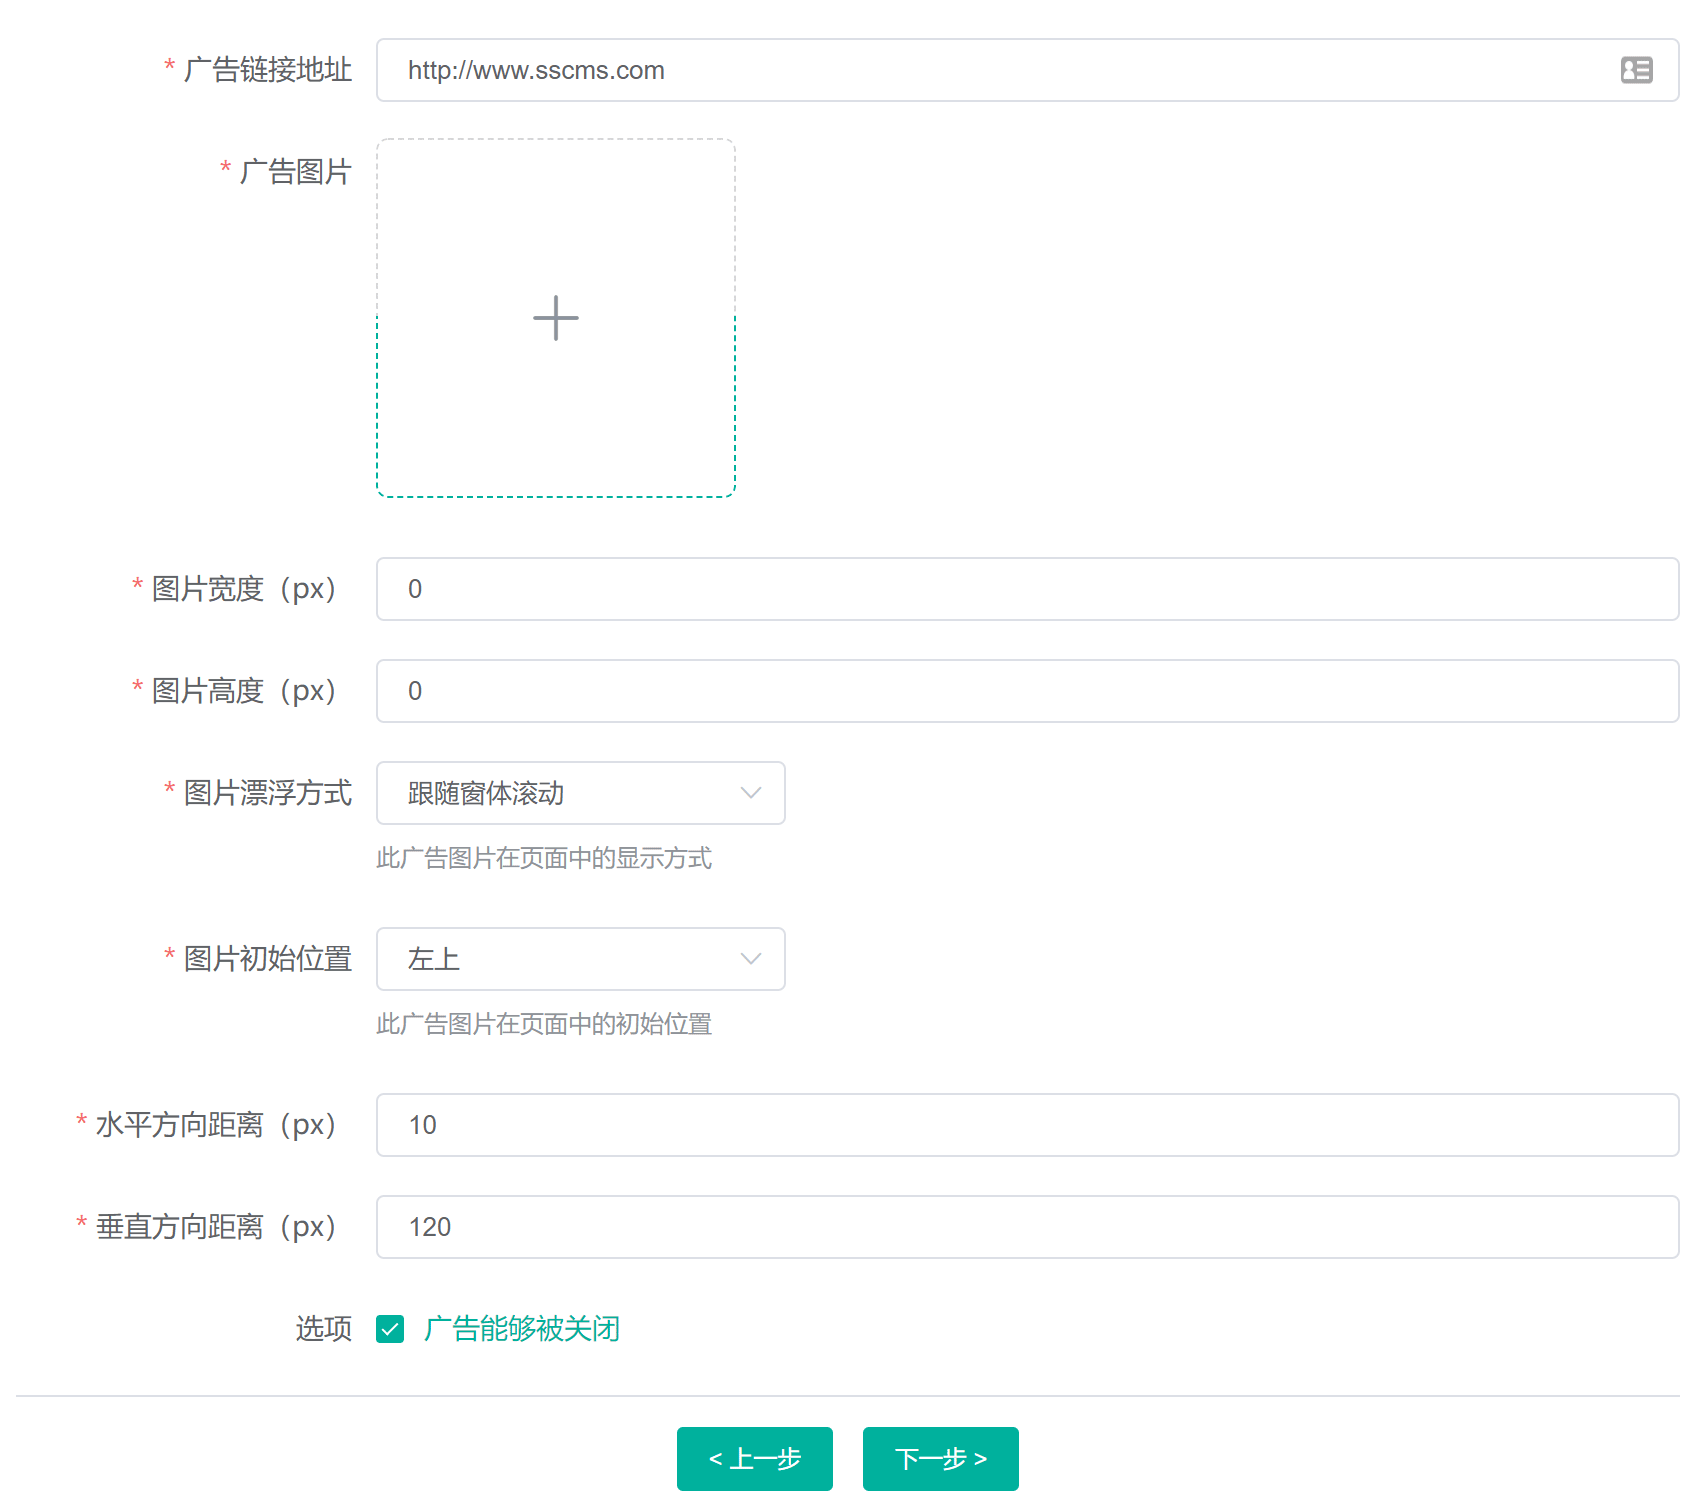 * 广告链接地址 http://www.sscms.com
* 广告图片
* 图片宽度（px） 0
* 图片高度（px） 0
* 图片漂浮方式 跟随窗体滚动
此广告图片在页面中的显示方式
* 图片初始位置 左上
此广告图片在页面中的初始位置
* 水平方向距离（px） 10
* 垂直方向距离（px） 120
选项 广告能够被关闭
< 上一步 下一步 >